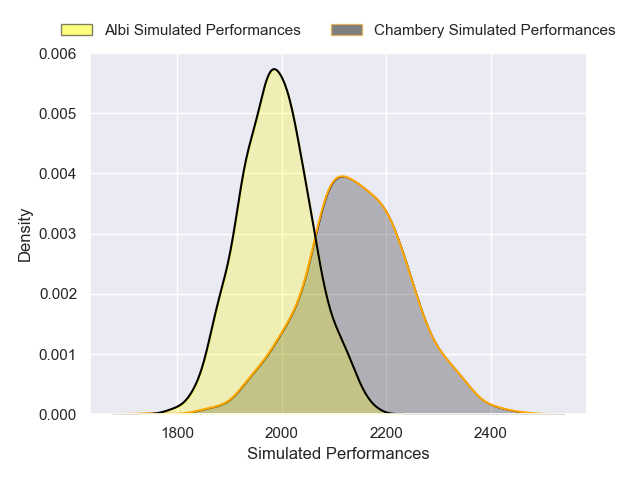 Albi Simulated Performances
Chambery Simulated Performances
0.006
0.005
0.004
0.003
0.002
0.001
0.000
Density
1800
2000
2200
2400
Simulated Performances